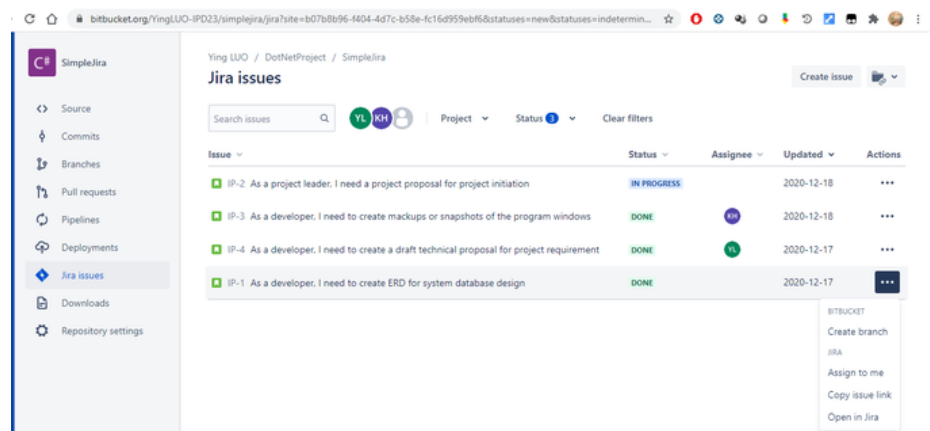 bitbucket.org/YingLUO-IPD23/simplejira/jira?site=b07b8b96-f404-4d7c-b58e-fc16d959ebf6&statuses=new&statuses=indetermin...
C# SimpleJira
Source
Commits
Branches
Pull requests
Pipelines
Deployments
Jira issues
Downloads
Repository settings
Ying LUO / DotNetProject / SimpleJira
Jira issues
Create issue
Search issues
YL KH
Project
Status 3
Clear filters
Issue Status Assignee Updated Actions
IP-2 As a project leader. I need a project proposal for project initiation IN PROGRESS 2020-12-18
IP-3 As a developer. I need to create mackups or snapshots of the program windows DONE KH 2020-12-18
IP-4 As a developer. I need to create a draft technical proposal for project requirement DONE YL 2020-12-17
IP-1 As a developer. I need to create ERD for system database design DONE 2020-12-17
BITBUCKET
Create branch
JIRA
Assign to me
Copy issue link
Open in Jira